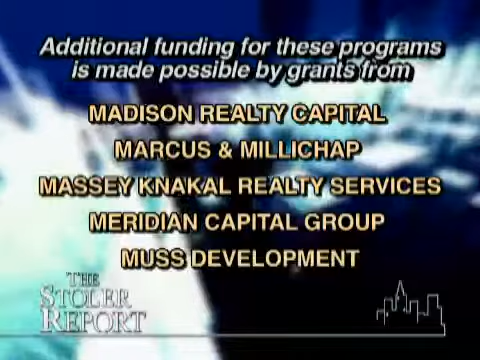 Additional funding for these programs
is made possible by grants from
MADISON REALTY CAPITAL
MARCUS & MILLICHAP
MASSEY KNAKAL REALTY SERVICES
MERIDIAN CAPITAL GROUP
MUSS DEVELOPMENT
THE
STOLER
REPORT